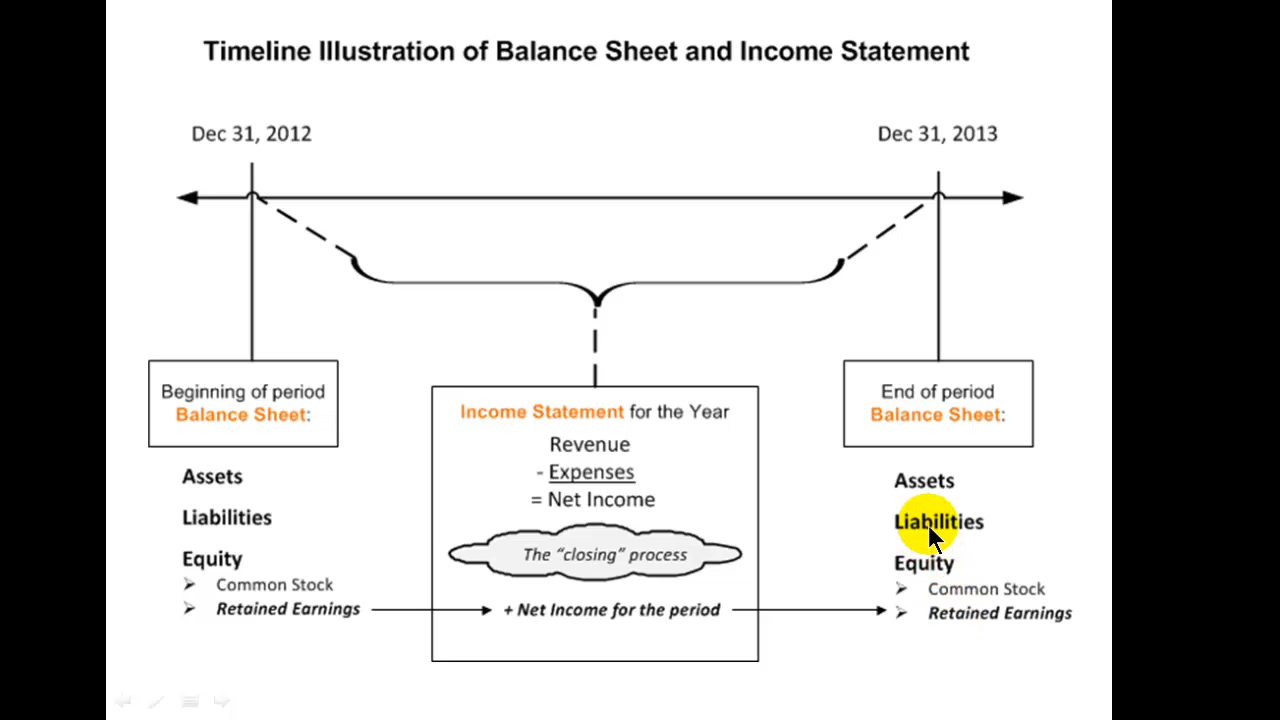 Timeline Illustration of Balance Sheet and Income Statement
Dec 31, 2012
Dec 31, 2013
Beginning of period
Balance Sheet:
Assets
Liabilities
Equity
Common Stock
Retained Earnings
Income Statement for the Year
Revenue
- Expenses
= Net Income
The “closing” process
+ Net Income for the period
End of period
Balance Sheet:
Assets
Liabilities
Equity
Common Stock
Retained Earnings